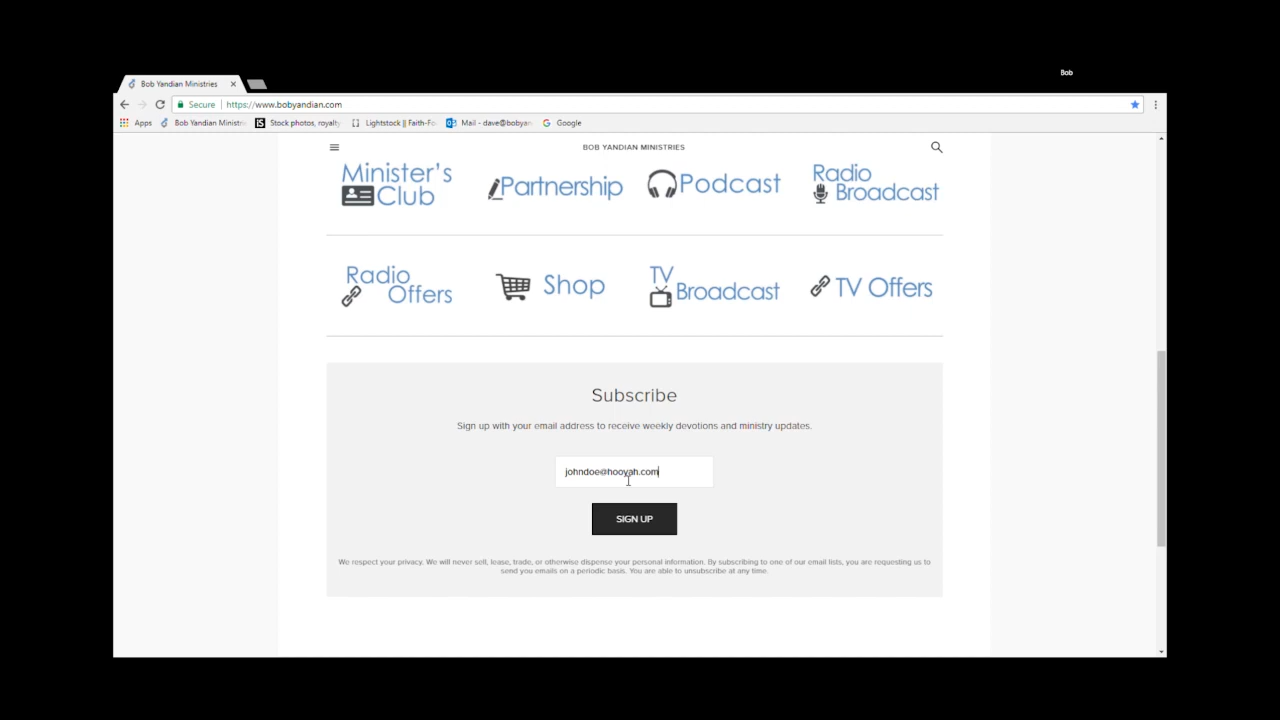 Bob
Bob Yandian Ministries
Secure https://www.bobyandian.com
Apps Bob Yandian Ministri Stock photos, royalty Lightstock || Faith-Fo Mail - dave@bobyan Google
BOB YANDIAN MINISTRIES
Minister's Club
Partnership
Podcast
Radio Broadcast
Radio Offers
Shop
TV Broadcast
TV Offers
Subscribe
Sign up with your email address to receive weekly devotions and ministry updates.
johndoe@hooyah.com
SIGN UP
We respect your privacy. We will never sell, lease, trade, or otherwise dispense your personal information. By subscribing to one of our email lists, you are requesting us to
send you emails on a periodic basis. You are able to unsubscribe at any time.